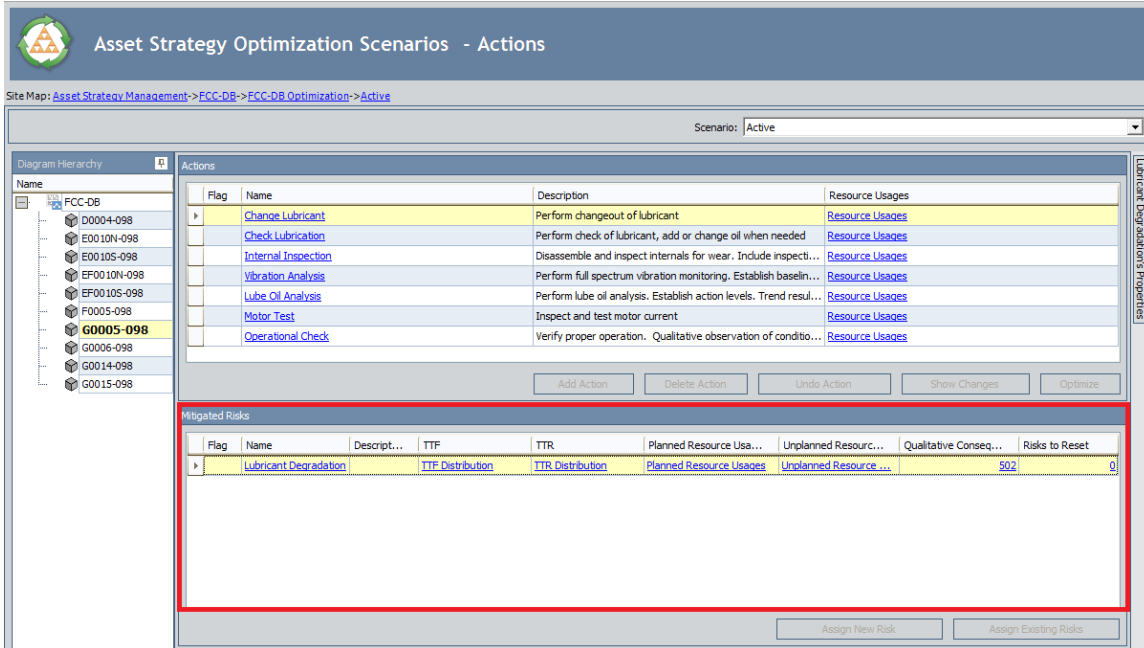 Asset Strategy Optimization Scenarios - Actions
Site Map: Asset Strategy Management->FCC-DB->FCC-DB Optimization->Active
Scenario: Active
Diagram Hierarchy
Name
FCC-DB
D0004-098
E0010N-098
E0010S-098
EF0010N-098
EF0010S-098
F0005-098
G0005-098
G0006-098
G0014-098
G0015-098
Actions
Flag Name Description Resource Usages
Change Lubricant Perform changeout of lubricant Resource Usages
Check Lubrication Perform check of lubricant, add or change oil when needed Resource Usages
Internal Inspection Disassemble and inspect internals for wear. Include inspecti... Resource Usages
Vibration Analysis Perform full spectrum vibration monitoring. Establish baselin... Resource Usages
Lube Oil Analysis Perform lube oil analysis. Establish action levels. Trend resul... Resource Usages
Motor Test Inspect and test motor current Resource Usages
Operational Check Verify proper operation. Qualitative observation of conditio... Resource Usages
Add Action Delete Action Undo Action Show Changes Optimize
Mitigated Risks
Flag Name Descript... TTF TTR Planned Resource Usa... Unplanned Resourc... Qualitative Conseq... Risks to Reset
Lubricant Degradation TTF Distribution TTR Distribution Planned Resource Usages Unplanned Resource ... 502 0
Assign New Risk Assign Existing Risks
Lubricant Degradation's Properties